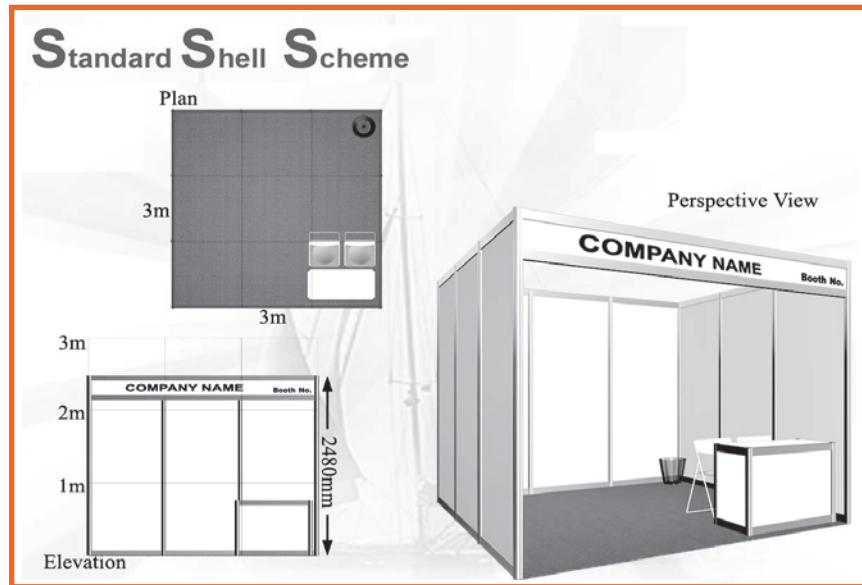 Standard Shell Scheme
Plan
3m
3m
Perspective View
COMPANY NAME
Booth No.
3m
COMPANY NAME Booth No.
2m
2480mm
1m
Elevation